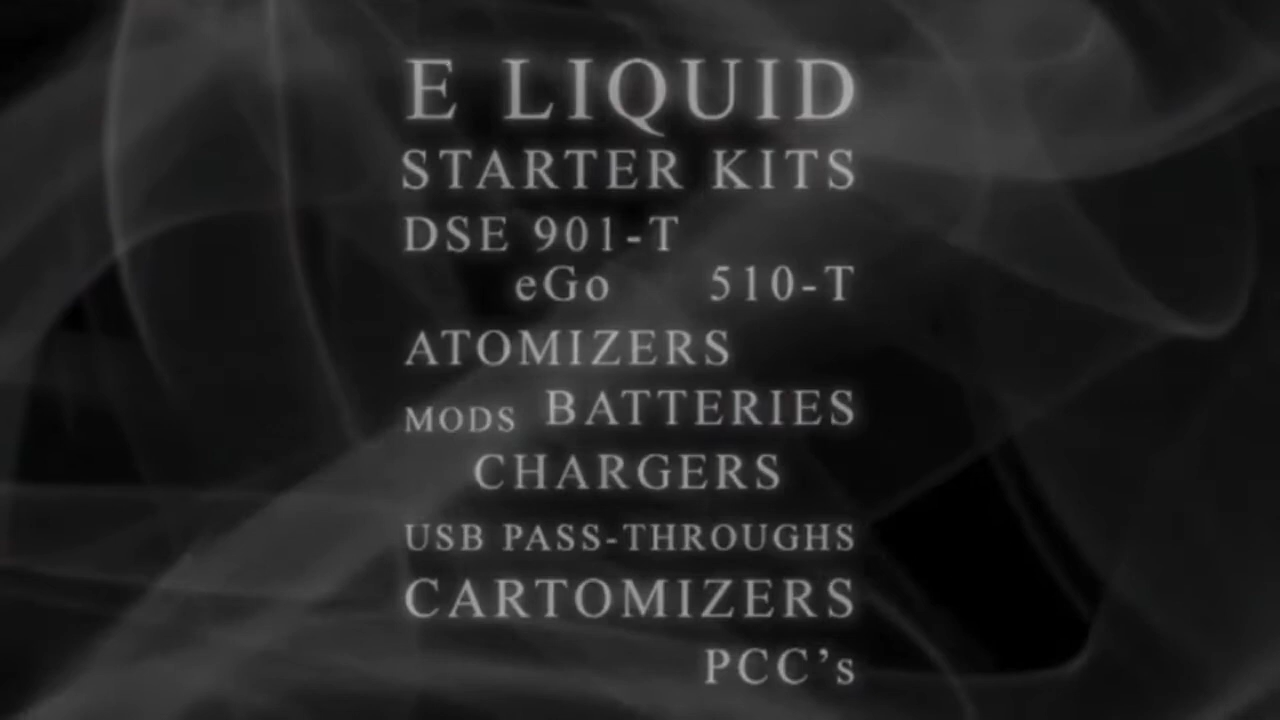 E LIQUID
STARTER KITS
DSE 901-T
eGo 510-T
ATOMIZERS
MODS BATTERIES
CHARGERS
USB PASS-THROUGHS
CARTOMIZERS
PCC’s